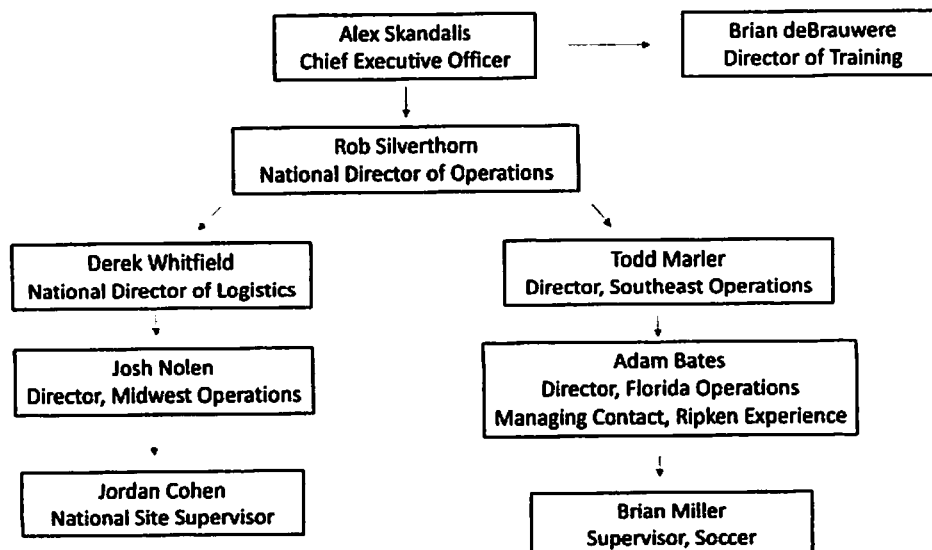 Alex Skandalis
Chief Executive Officer
Brian deBrauwere
Director of Training
Rob Silverthorn
National Director of Operations
Derek Whitfield
National Director of Logistics
Todd Marler
Director, Southeast Operations
Josh Nolen
Director, Midwest Operations
Adam Bates
Director, Florida Operations
Managing Contact, Ripken Experience
Jordan Cohen
National Site Supervisor
Brian Miller
Supervisor, Soccer